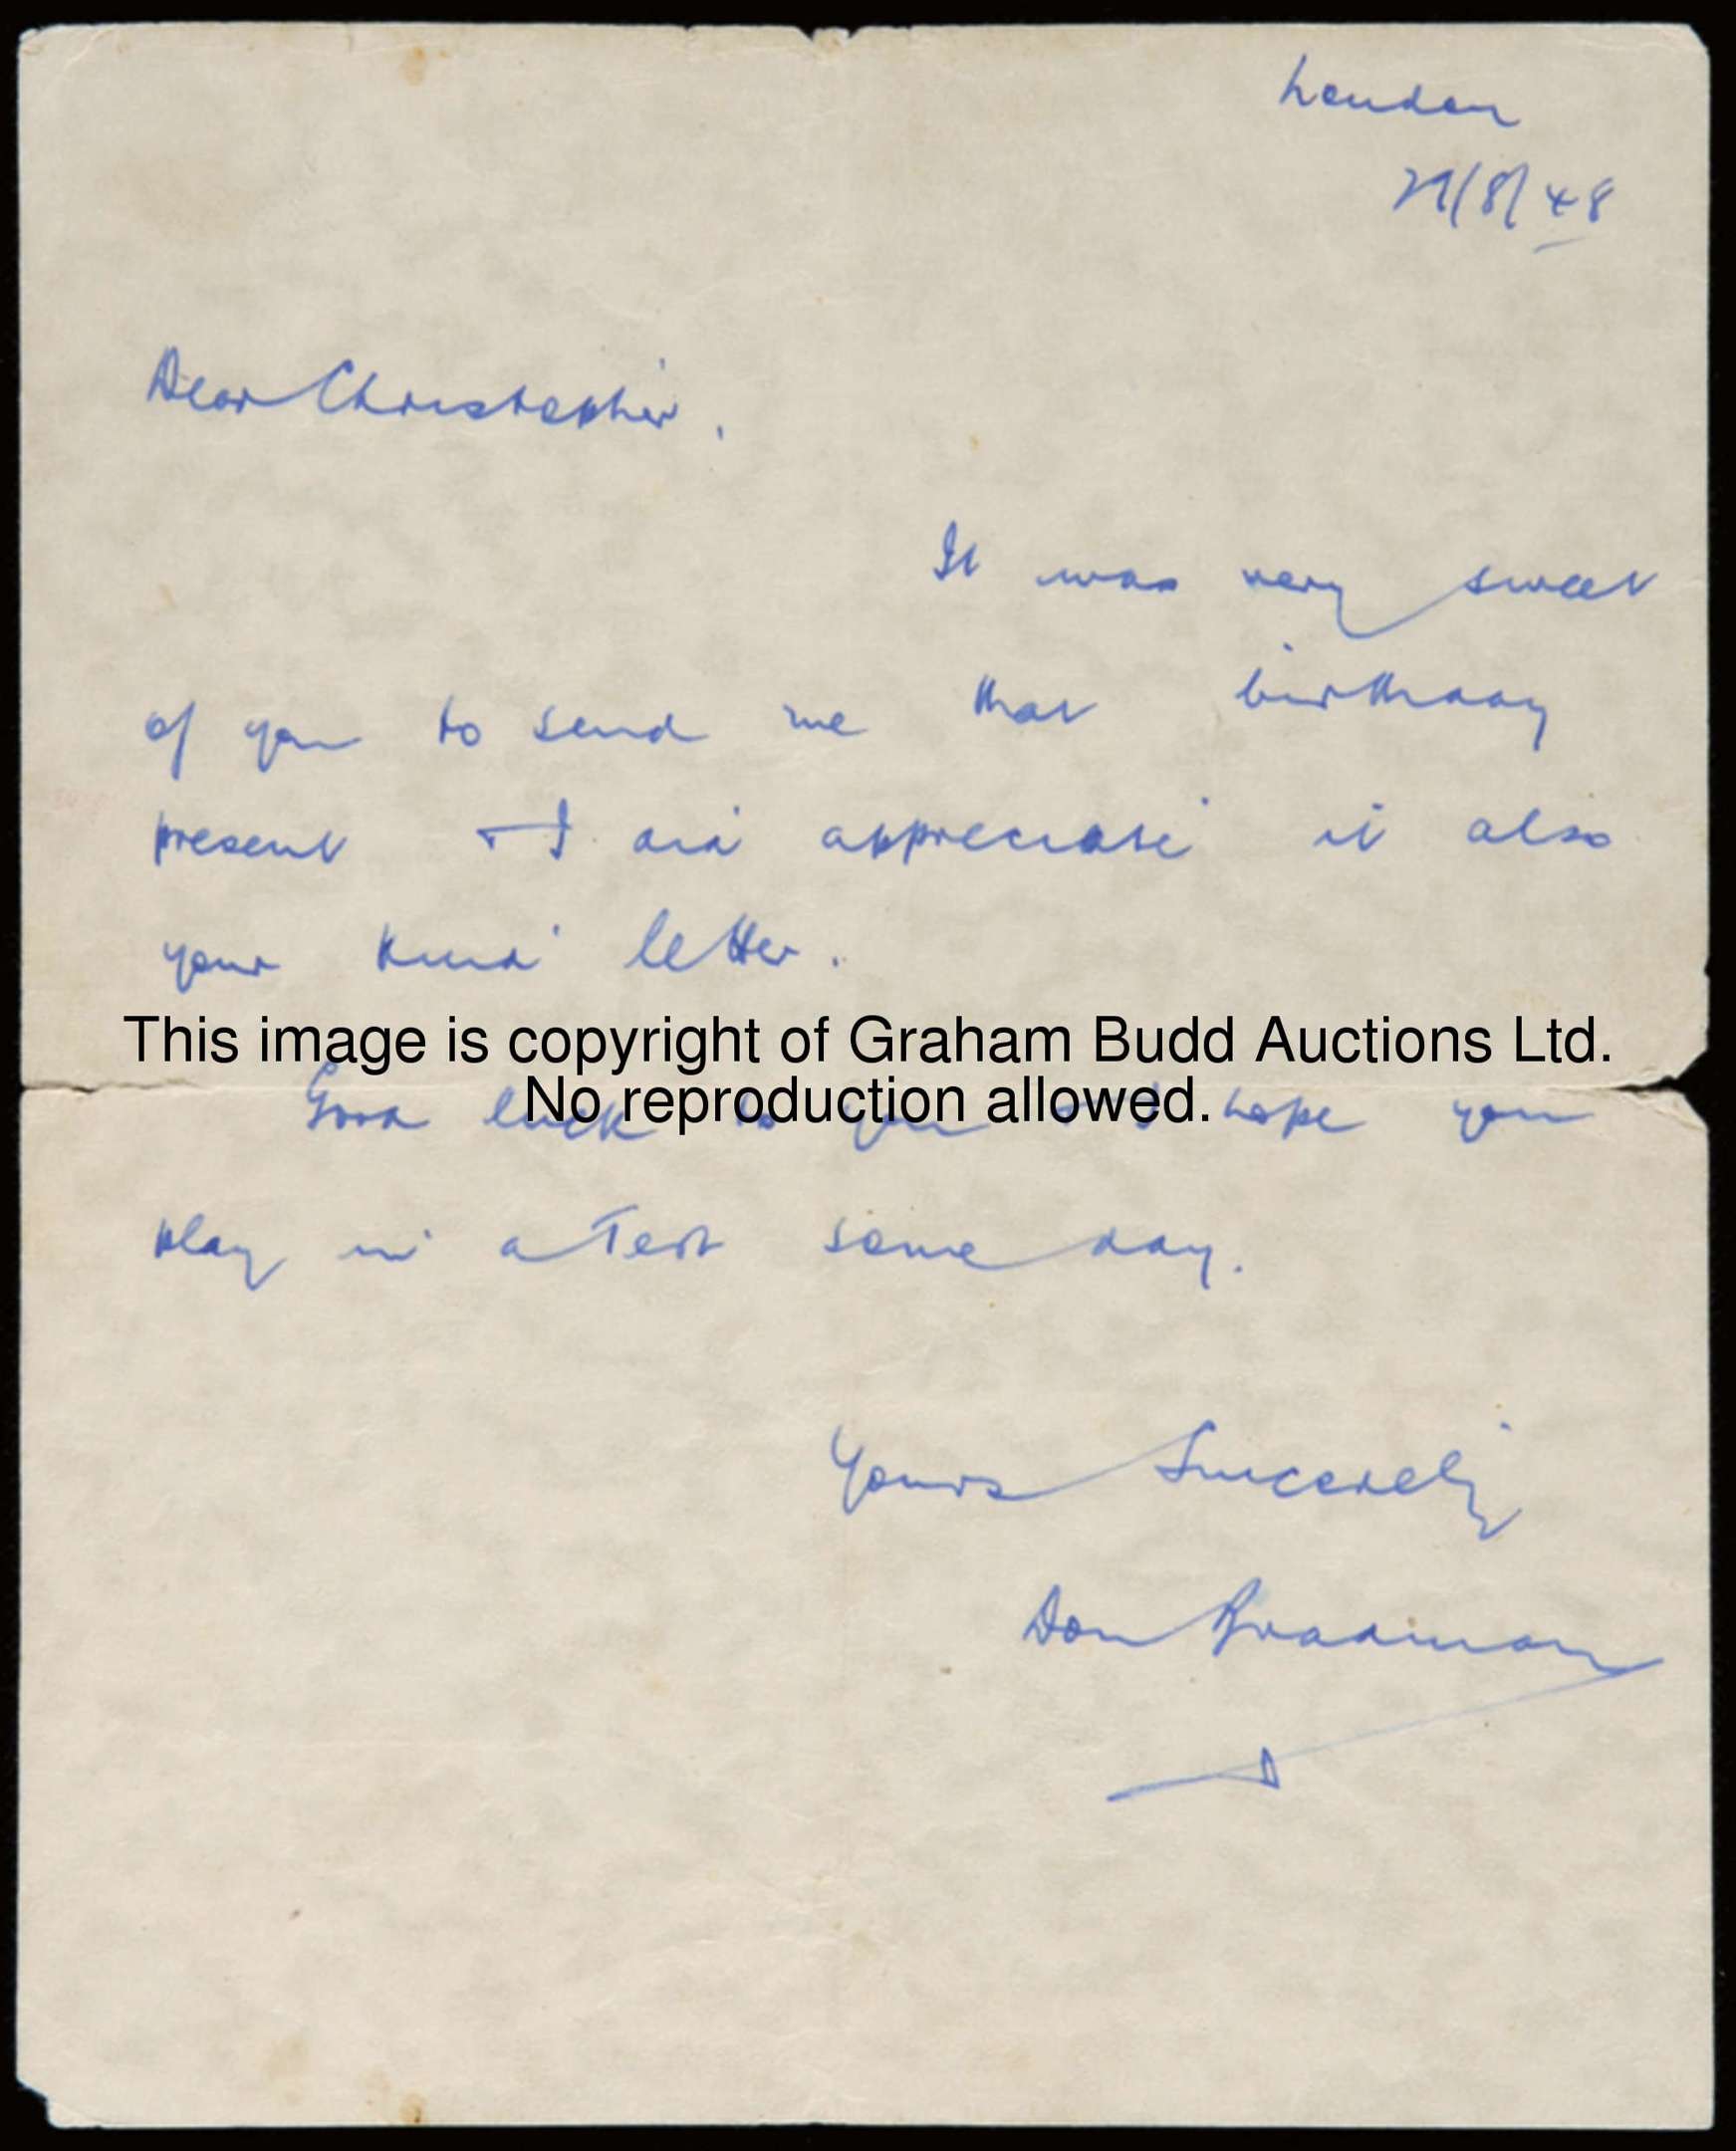 London
29/8/48
Dear Christopher,
It was very sweet
of you to send me that birthday
present & I did appreciate it also
your kind letter.
This image is copyright of Graham Budd Auctions Ltd.
No reproduction allowed.
Good luck to you & I hope you
play in a Test some day.
Yours Sincerely
Don Bradman